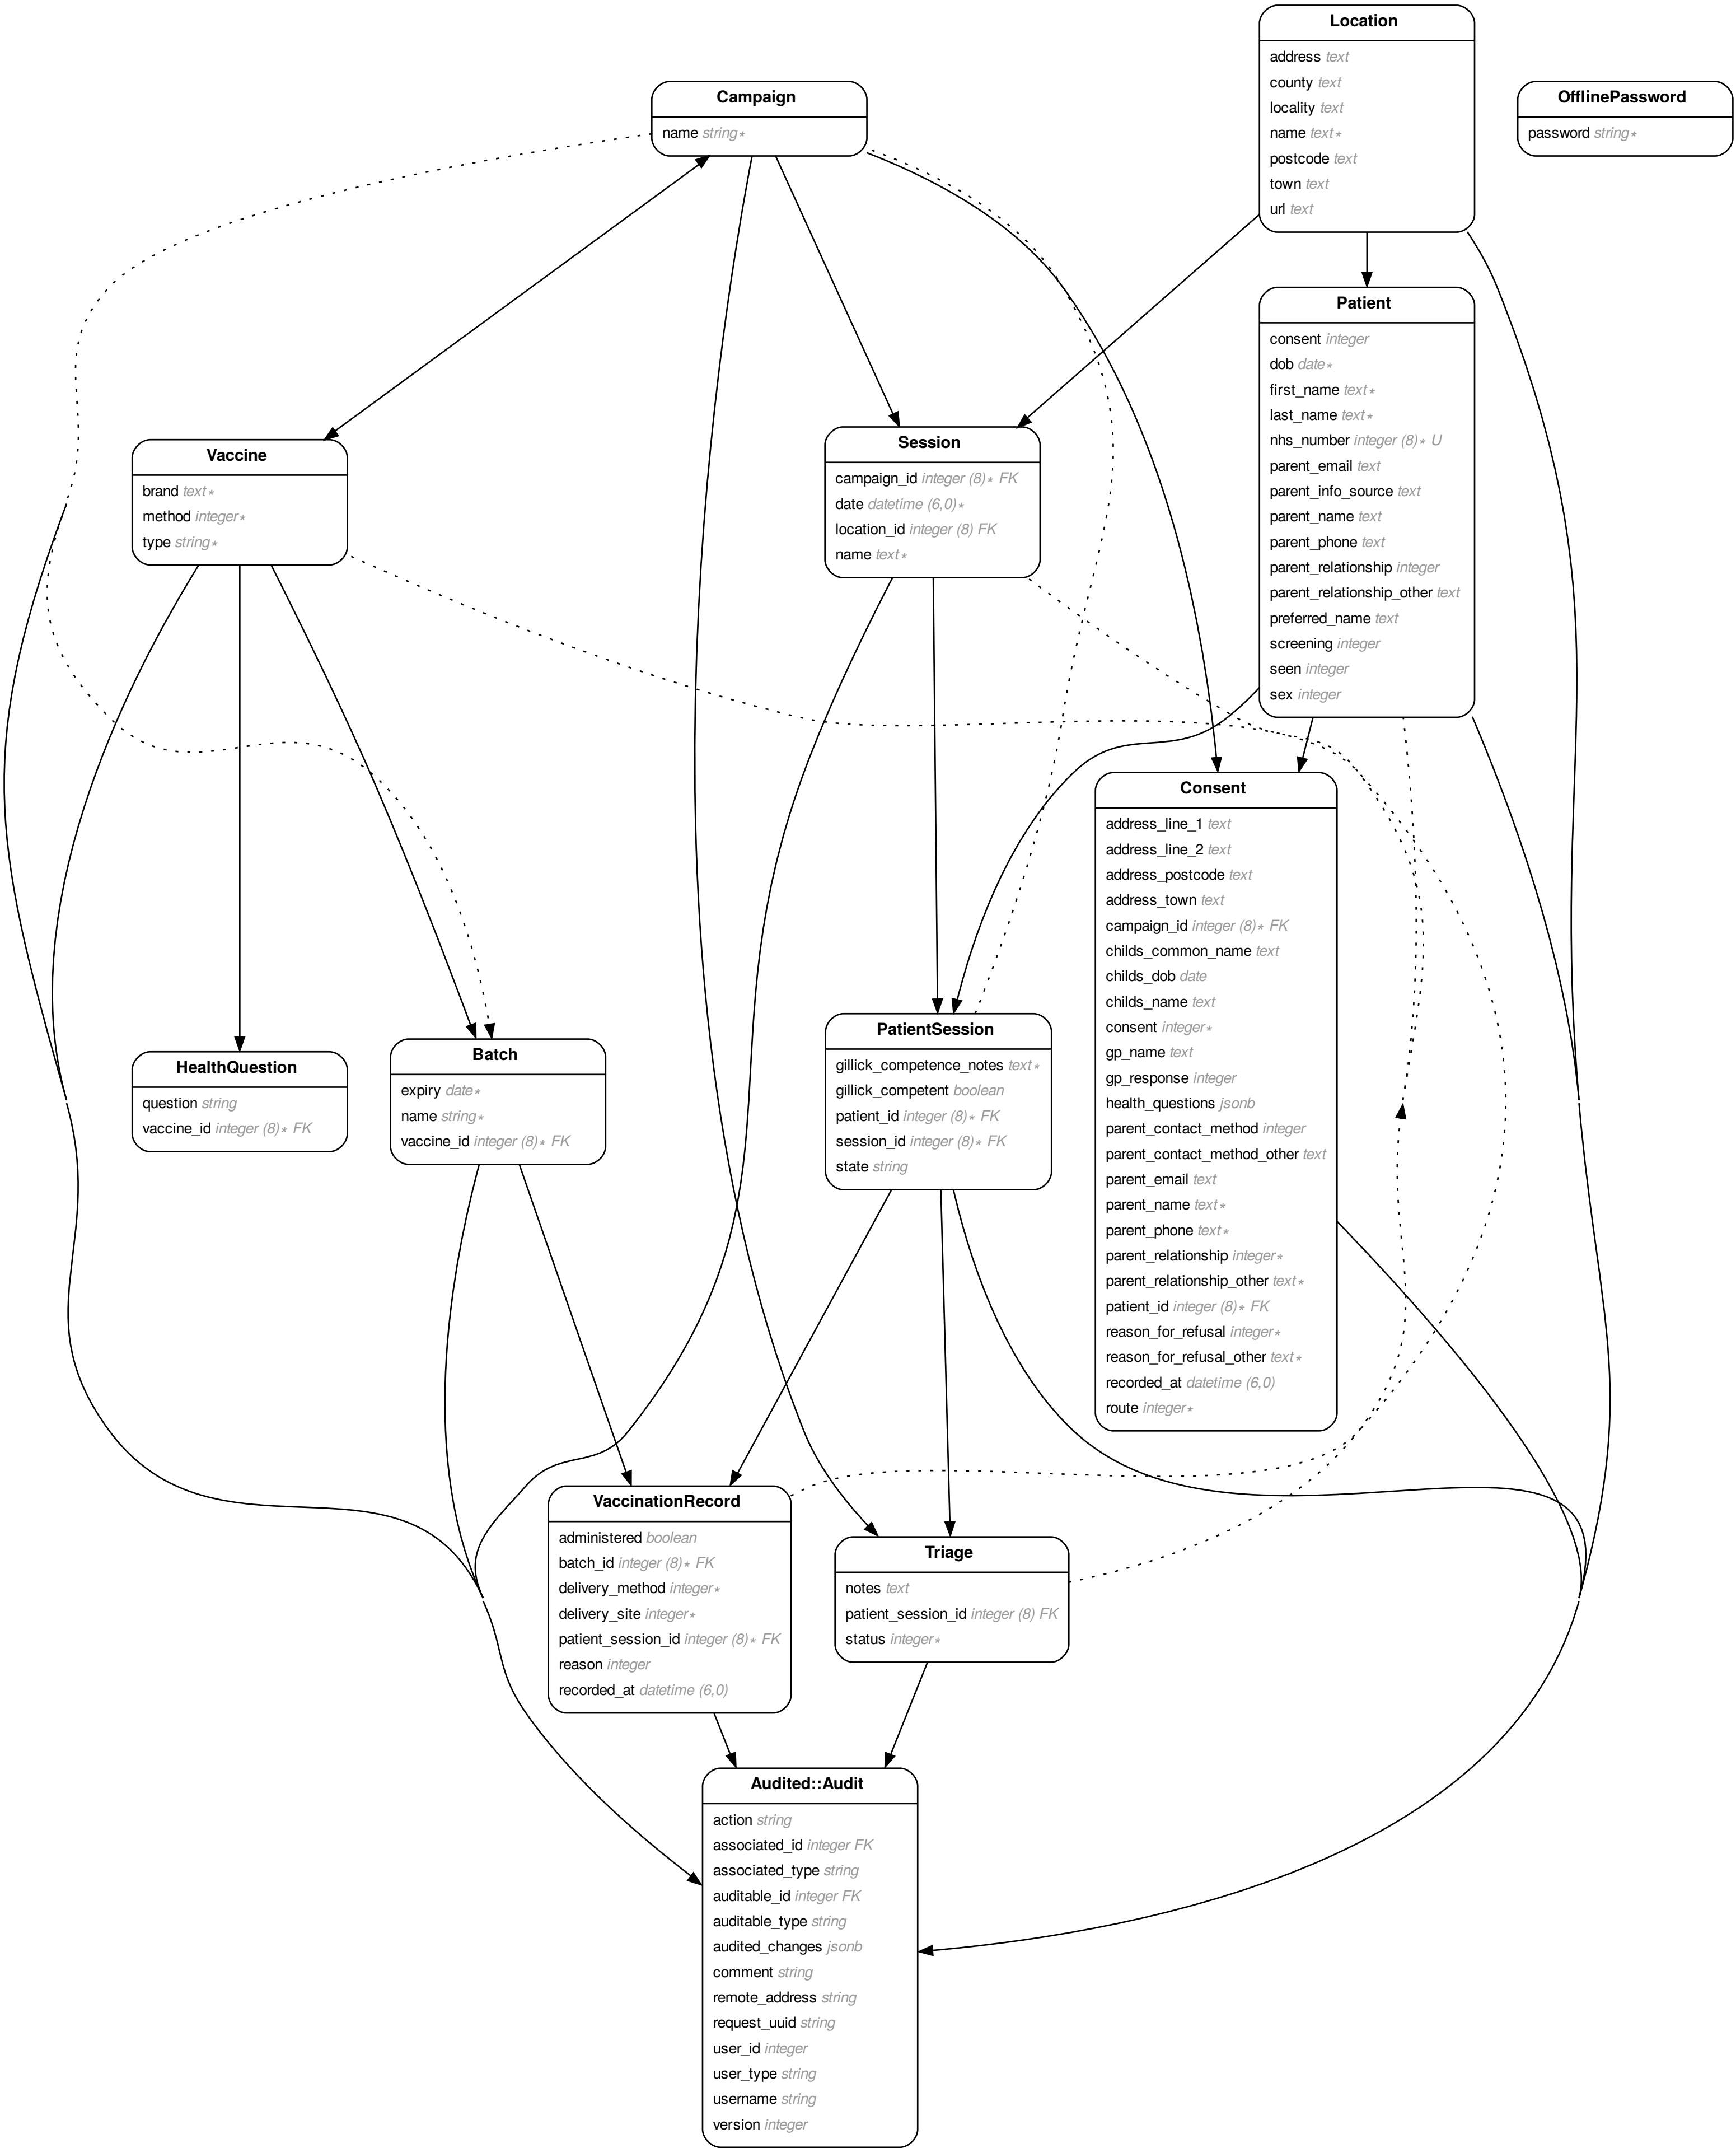 Location
address text
county text
locality text
name text*
postcode text
town text
url text
Campaign
name string*
OfflinePassword
password string*
Patient
consent integer
dob date*
first_name text*
last_name text*
nhs_number integer (8)* U
parent_email text
parent_info_source text
parent_name text
parent_phone text
parent_relationship integer
parent_relationship_other text
preferred_name text
screening integer
seen integer
sex integer
Vaccine
brand text*
method integer*
type string*
Session
campaign_id integer (8)* FK
date datetime (6,0)*
location_id integer (8) FK
name text*
Consent
address_line_1 text
address_line_2 text
address_postcode text
address_town text
campaign_id integer (8)* FK
childs_common_name text
childs_dob date
childs_name text
consent integer*
gp_name text
gp_response integer
health_questions jsonb
parent_contact_method integer
parent_contact_method_other text
parent_email text
parent_name text*
parent_phone text*
parent_relationship integer*
parent_relationship_other text*
patient_id integer (8)* FK
reason_for_refusal integer*
reason_for_refusal_other text*
recorded_at datetime (6,0)
route integer*
HealthQuestion
question string
vaccine_id integer (8)* FK
Batch
expiry date*
name string*
vaccine_id integer (8)* FK
PatientSession
gillick_competence_notes text*
gillick_competent boolean
patient_id integer (8)* FK
session_id integer (8)* FK
state string
VaccinationRecord
administered boolean
batch_id integer (8)* FK
delivery_method integer*
delivery_site integer*
patient_session_id integer (8)* FK
reason integer
recorded_at datetime (6,0)
Triage
notes text
patient_session_id integer (8) FK
status integer*
Audited::Audit
action string
associated_id integer FK
associated_type string
auditable_id integer FK
auditable_type string
audited_changes jsonb
comment string
remote_address string
request_uuid string
user_id integer
user_type string
username string
version integer